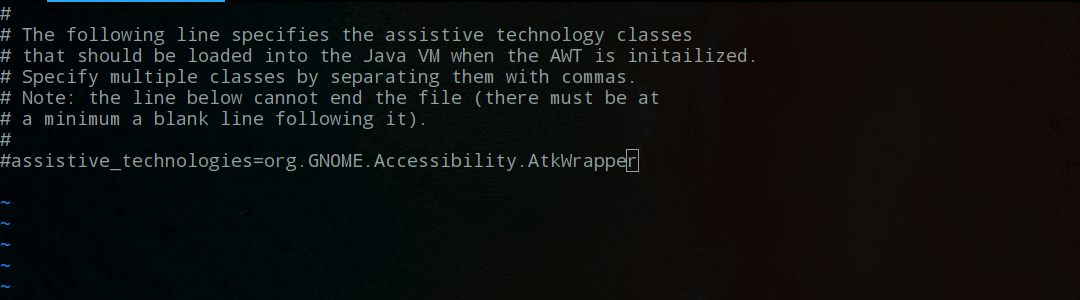 #
# The following line specifies the assistive technology classes
# that should be loaded into the Java VM when the AWT is initailized.
# Specify multiple classes by separating them with commas.
# Note: the line below cannot end the file (there must be at
# a minimum a blank line following it).
#
#assistive_technologies=org.GNOME.Accessibility.AtkWrapper
~
~
~
~
~